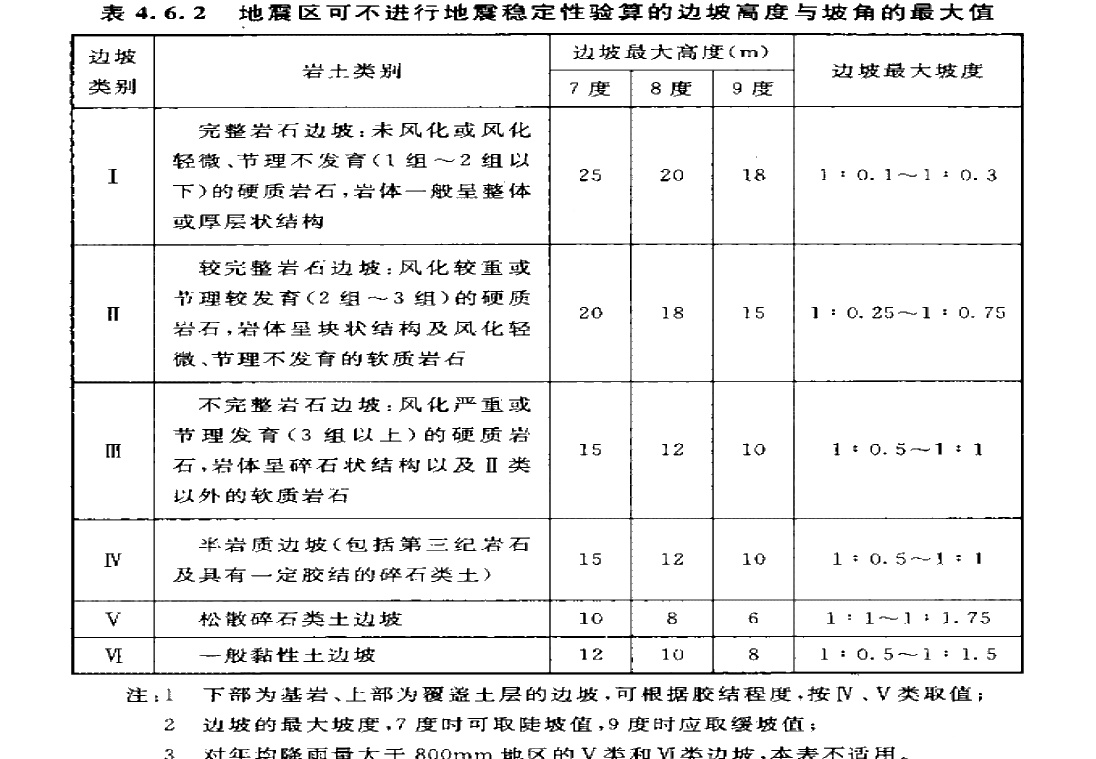 表 4.6.2 地震区可不进行地震稳定性验算的边坡高度与坡角的最大值
边坡类别
岩土类别
边坡最大高度(m)
边坡最大坡度
7 度
8 度
9 度
Ⅰ
完整岩石边坡:未风化或风化
轻微、节理不发育(1 组～2 组以
下)的硬质岩石,岩体一般呈整体
或厚层状结构
25
20
18
1∶0.1～1∶0.3
Ⅱ
较完整岩石边坡:风化较重或
节理较发育(2 组～3 组)的硬质
岩石,岩体呈块状结构及风化轻
微、节理不发育的软质岩石
20
18
15
1∶0.25～1∶0.75
Ⅲ
不完整岩石边坡:风化严重或
节理发育(3 组以上)的硬质岩
石,岩体呈碎石状结构以及Ⅱ类
以外的软质岩石
15
12
10
1∶0.5～1∶1
Ⅳ
半岩质边坡(包括第三纪岩石
及具有一定胶结的碎石类土)
15
12
10
1∶0.5～1∶1
Ⅴ
松散碎石类土边坡
10
8
6
1∶1～1∶1.75
Ⅵ
一般黏性土边坡
12
10
8
1∶0.5～1∶1.5
注:1 下部为基岩、上部为覆盖土层的边坡,可根据胶结程度,按Ⅳ、Ⅴ类取值;
2 边坡的最大坡度,7 度时可取陡坡值,9 度时应取缓坡值;
3 对年均降雨量大于 800mm 地区的Ⅴ类和Ⅵ类边坡,本表不适用。